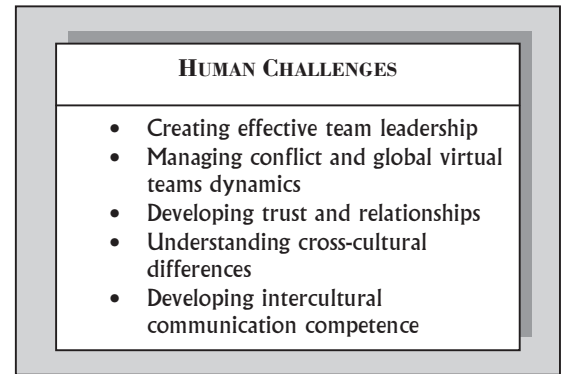 HUMAN CHALLENGES
• Creating effective team leadership
• Managing conflict and global virtual
teams dynamics
• Developing trust and relationships
• Understanding cross-cultural
differences
• Developing intercultural
communication competence